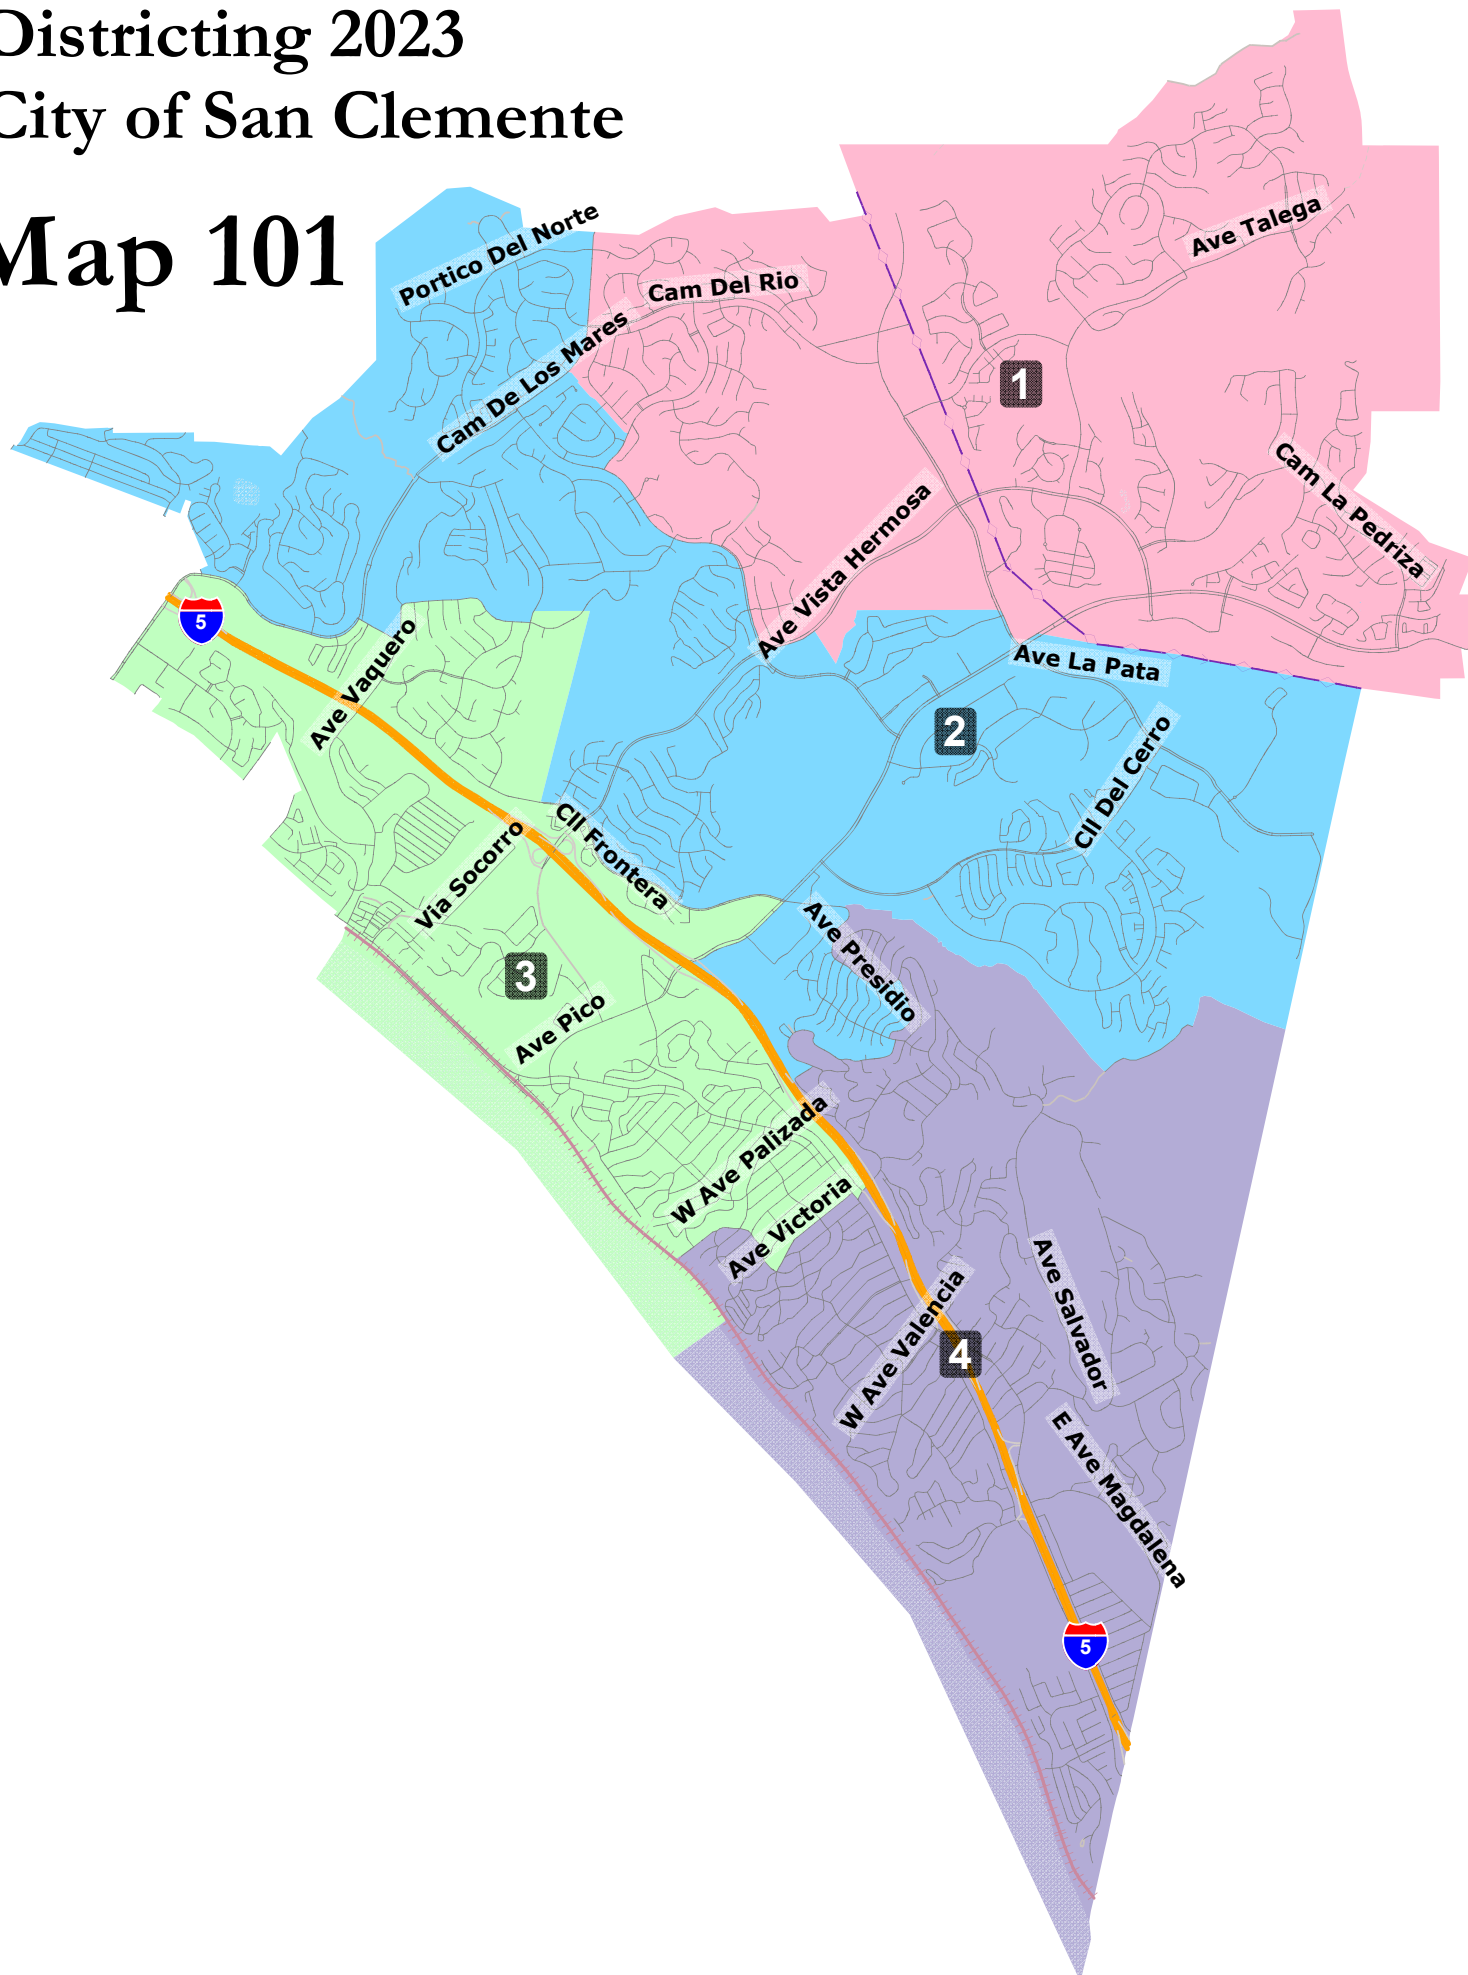 Districting 2023
City of San Clemente
Map 101
Portico Del Norte
Cam Del Rio
Ave Talega
Cam De Los Mares
1
Cam La Pedriza
Ave Vista Hermosa
5
Ave Vaquero
Ave La Pata
2
Cll Del Cerro
Cll Frontera
Via Socorro
Ave Presidio
3
Ave Pico
W Ave Palizada
Ave Victoria
W Ave Valencia
Ave Salvador
4
E Ave Magdalena
5